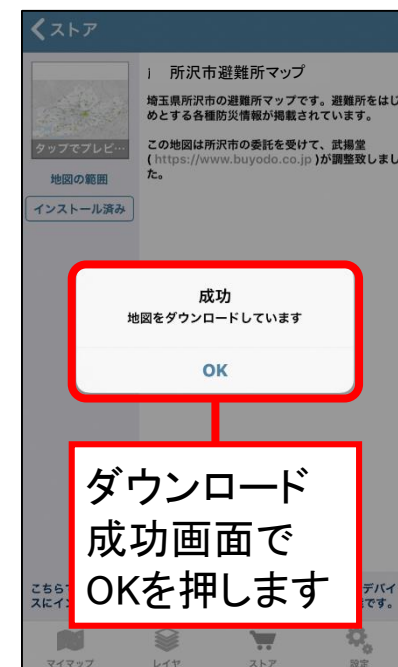 ストア
所沢市避難所マップ
埼玉県所沢市の避難所マップです。避難所をはじ
めとする各種防災情報が掲載されています。
この地図は所沢市の委託を受けて、武揚堂
( https://www.buyodo.co.jp )が調整致しまし
た。
タップでプレビ…
地図の範囲
インストール済み
成功
地図をダウンロードしています
OK
ダウンロード
成功画面で
OKを押します
こちら
デバイ
スにイ
です。
マイマップ
レイヤ
ストア
設定